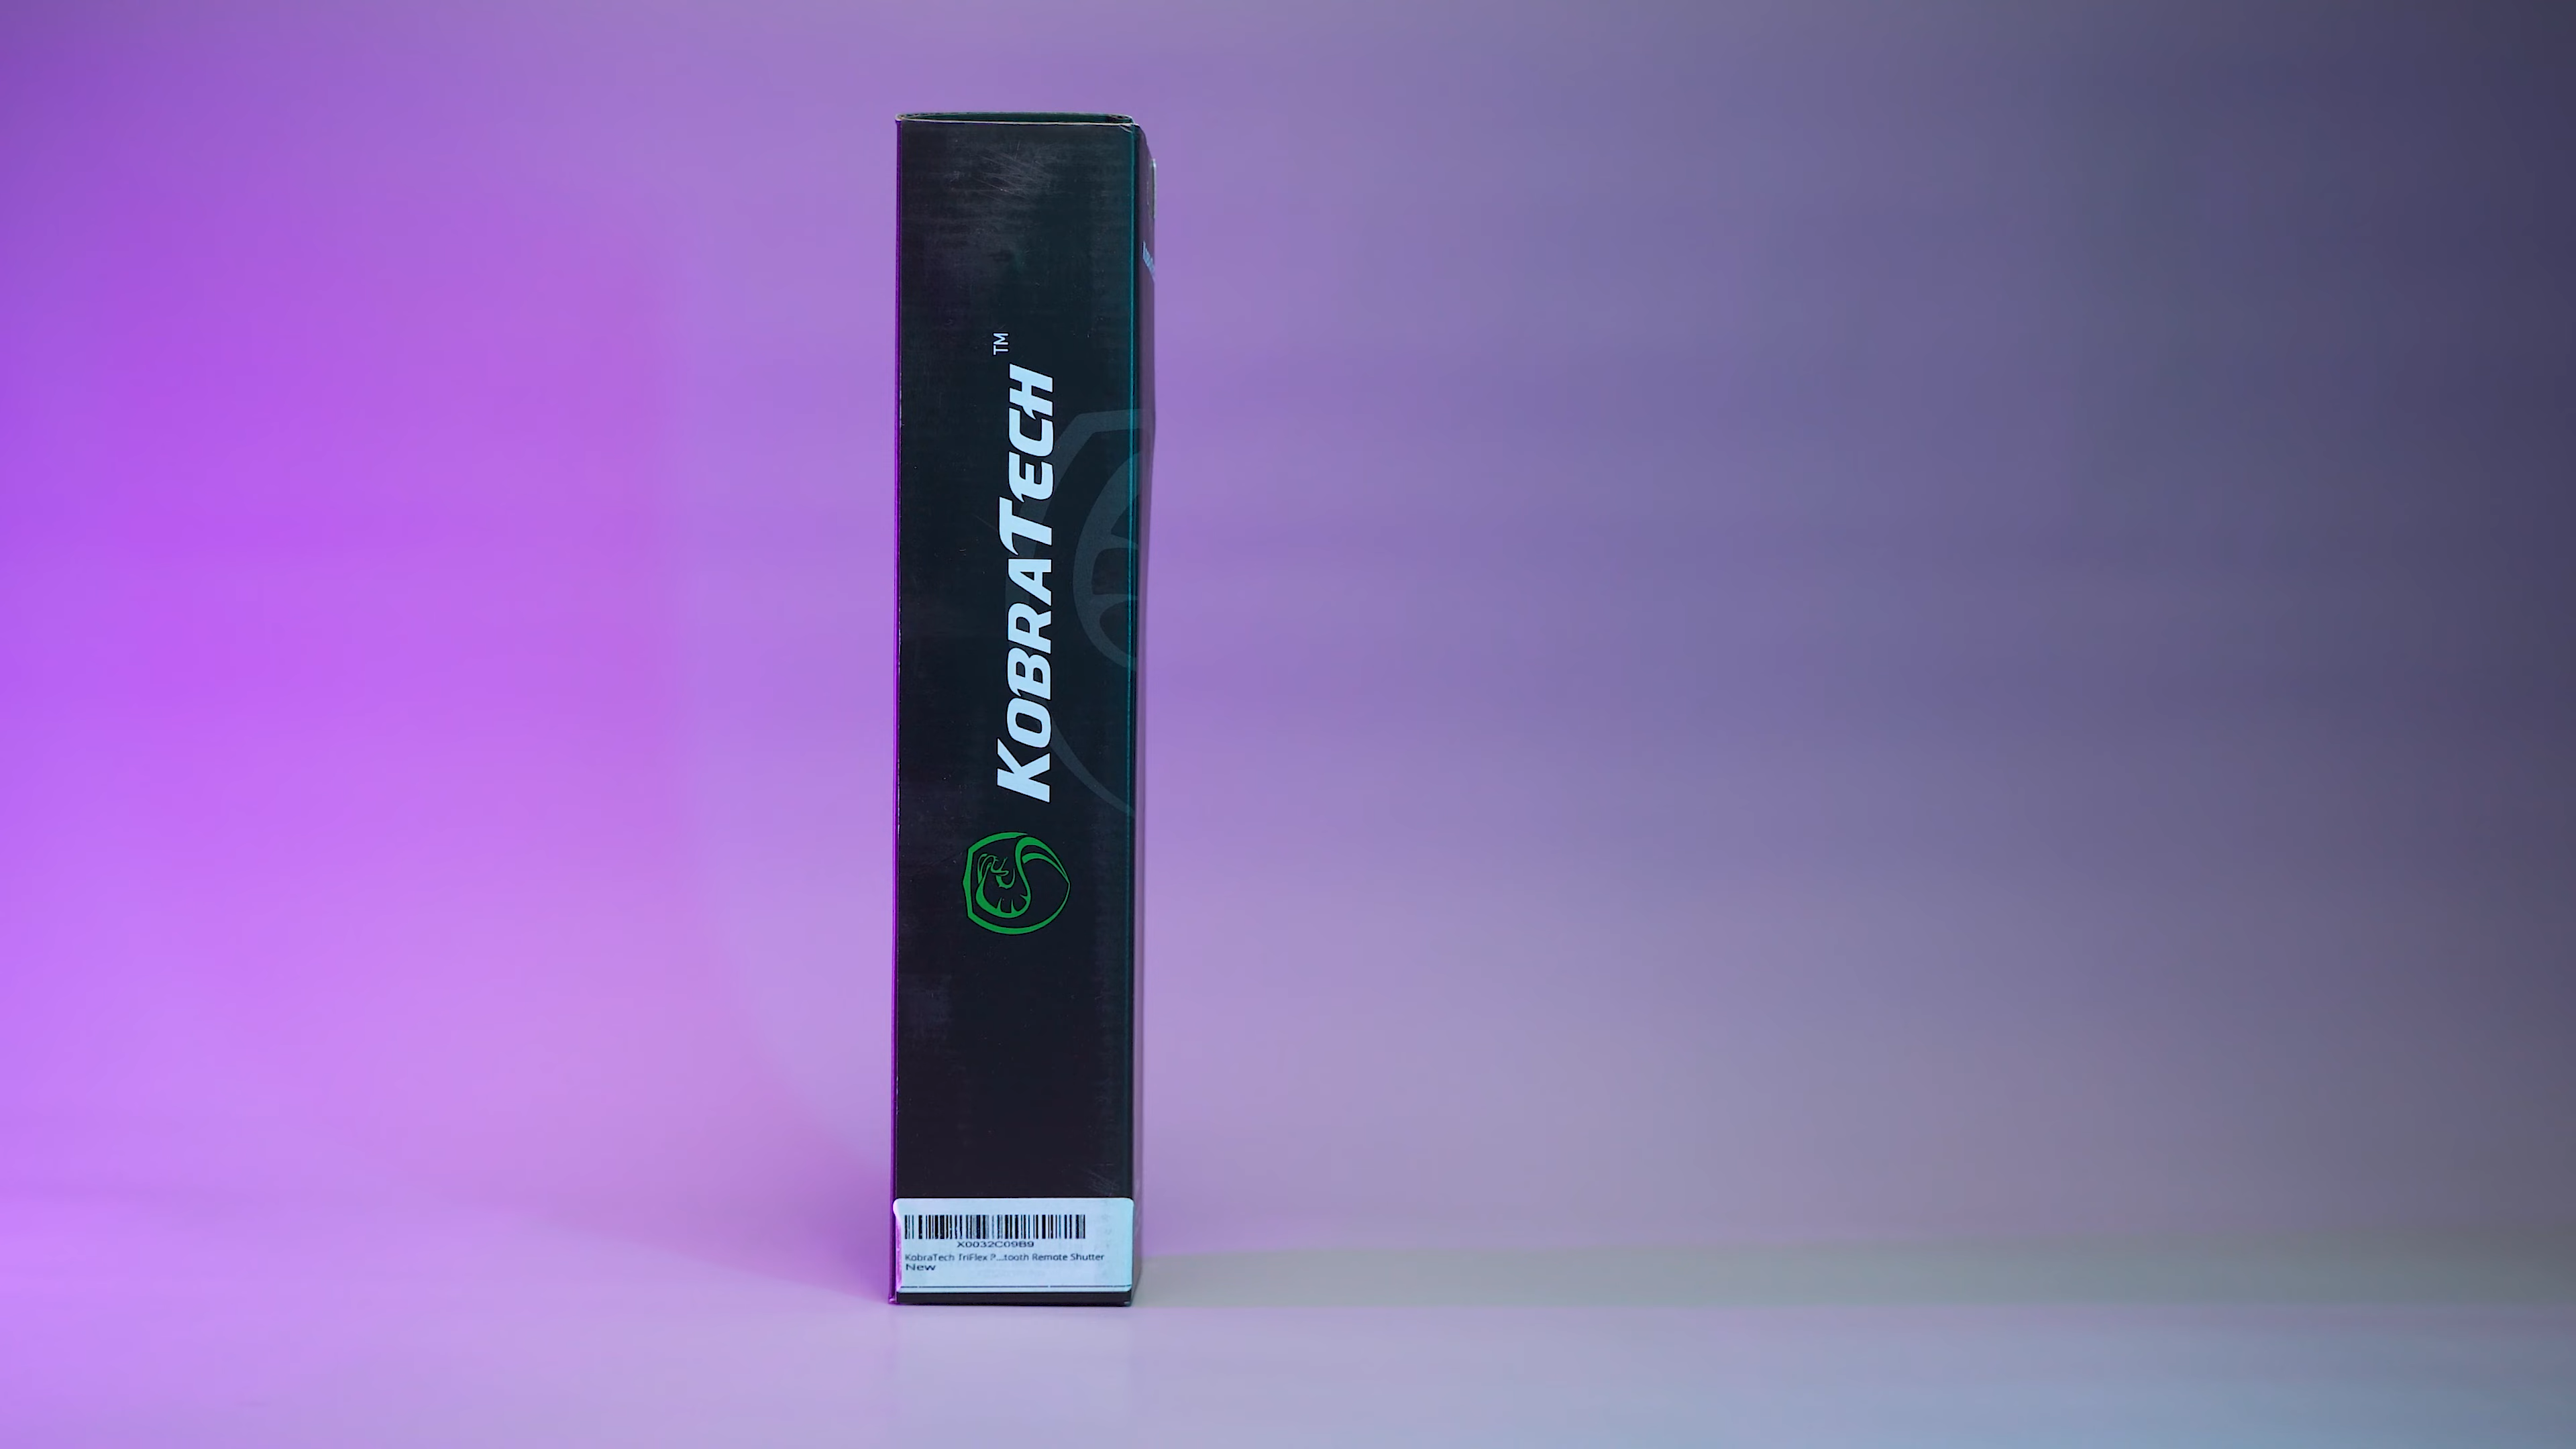 KOBRATECH™
X0032C09B9
KobraTech TriFlex P...tooth Remote Shutter
New